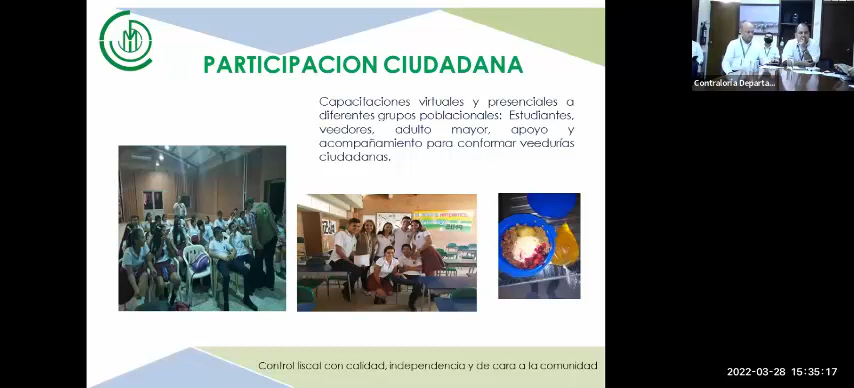 PARTICIPACION CIUDADANA
Capacitaciones virtuales y presenciales a
diferentes grupos poblacionales: Estudiantes,
veedores, adulto mayor, apoyo y
acompañamiento para conformar veedurías
ciudadanas.
Control fiscal con calidad, independencia y de cara a la comunidad
Contraloría Departa...
2022-03-28 15:35:17